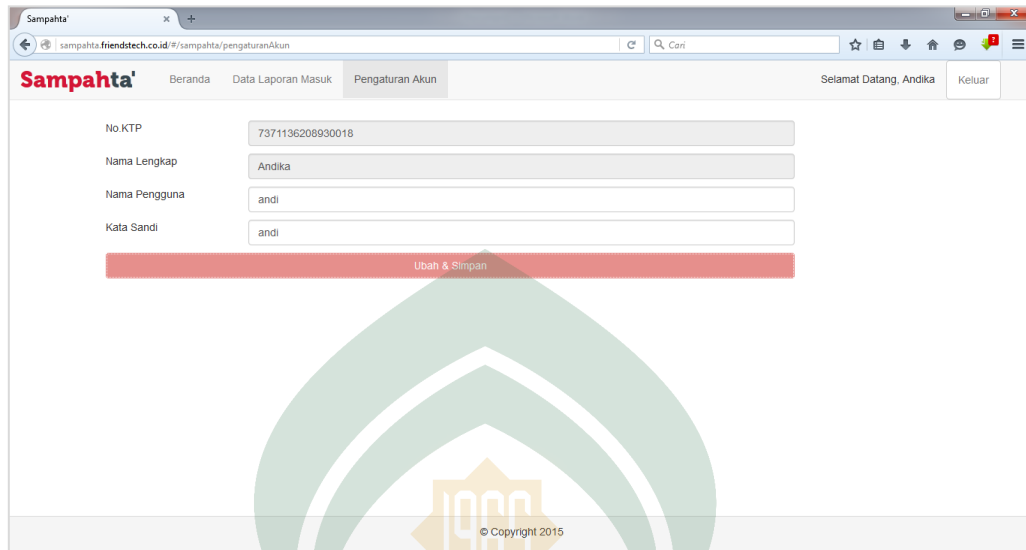 Sampahta'
sampahta.friendstech.co.id/#/sampahta/pengaturanAkun
Cari
Sampahta'
Beranda
Data Laporan Masuk
Pengaturan Akun
Selamat Datang, Andika
Keluar
No.KTP
7371136208930018
Nama Lengkap
Andika
Nama Pengguna
andi
Kata Sandi
andi
Ubah & Simpan
1966
© Copyright 2015